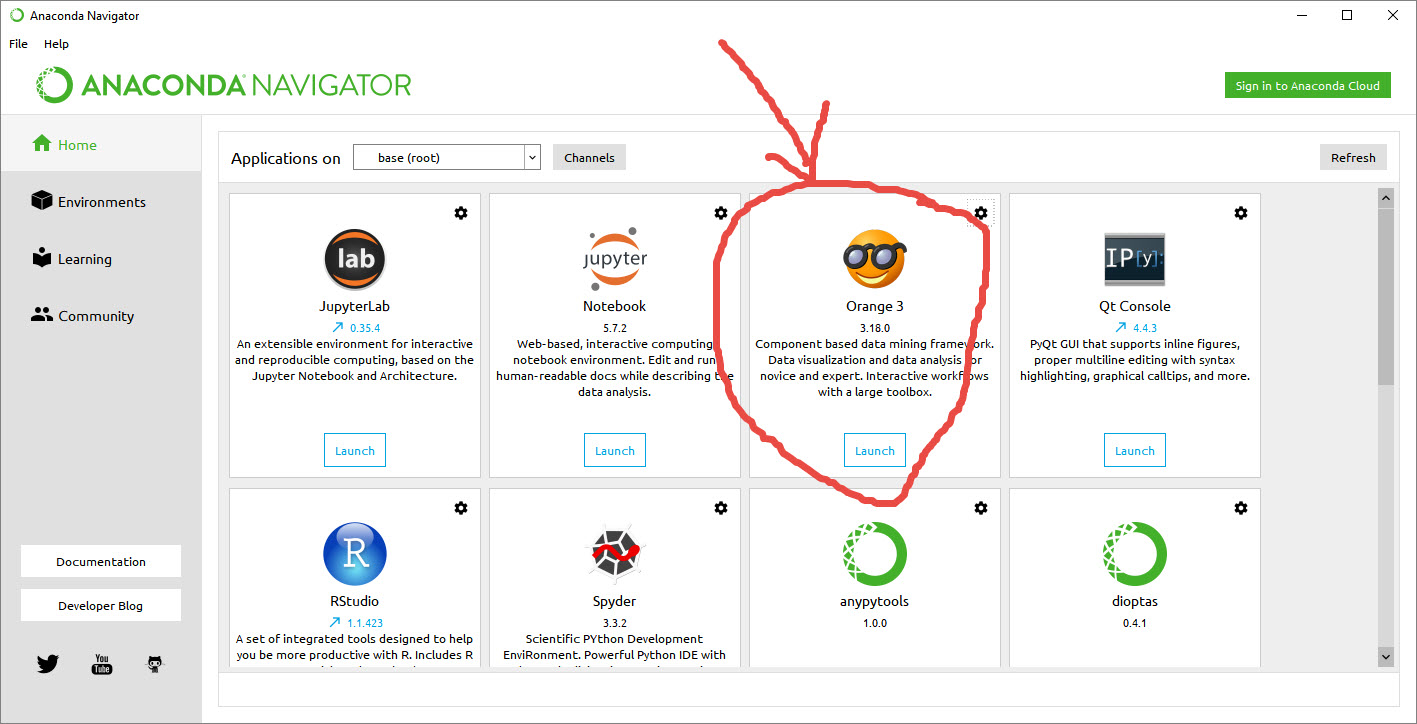 Anaconda Navigator
File Help
ANACONDA NAVIGATOR
Sign in to Anaconda Cloud
Home
Environments
Learning
Community
Documentation
Developer Blog
You
Tube
Applications on base (root) Channels Refresh
lab
JupyterLab
0.35.4
An extensible environment for interactive
and reproducible computing, based on the
Jupyter Notebook and Architecture.
Launch
jupyter
Notebook
5.7.2
Web-based, interactive computing
notebook environment. Edit and run
human-readable docs while describing the
data analysis.
Launch
Orange 3
3.18.0
Component based data mining framework.
Data visualization and data analysis for
novice and expert. Interactive workflows
with a large toolbox.
Launch
IP[y]:
Qt Console
4.4.3
PyQt GUI that supports inline figures,
proper multiline editing with syntax
highlighting, graphical calltips, and more.
Launch
R
RStudio
1.1.423
A set of integrated tools designed to help
you be more productive with R. Includes R
Spyder
3.3.2
Scientific PYthon Development
EnviRonment. Powerful Python IDE with
anypytools
1.0.0
dioptas
0.4.1